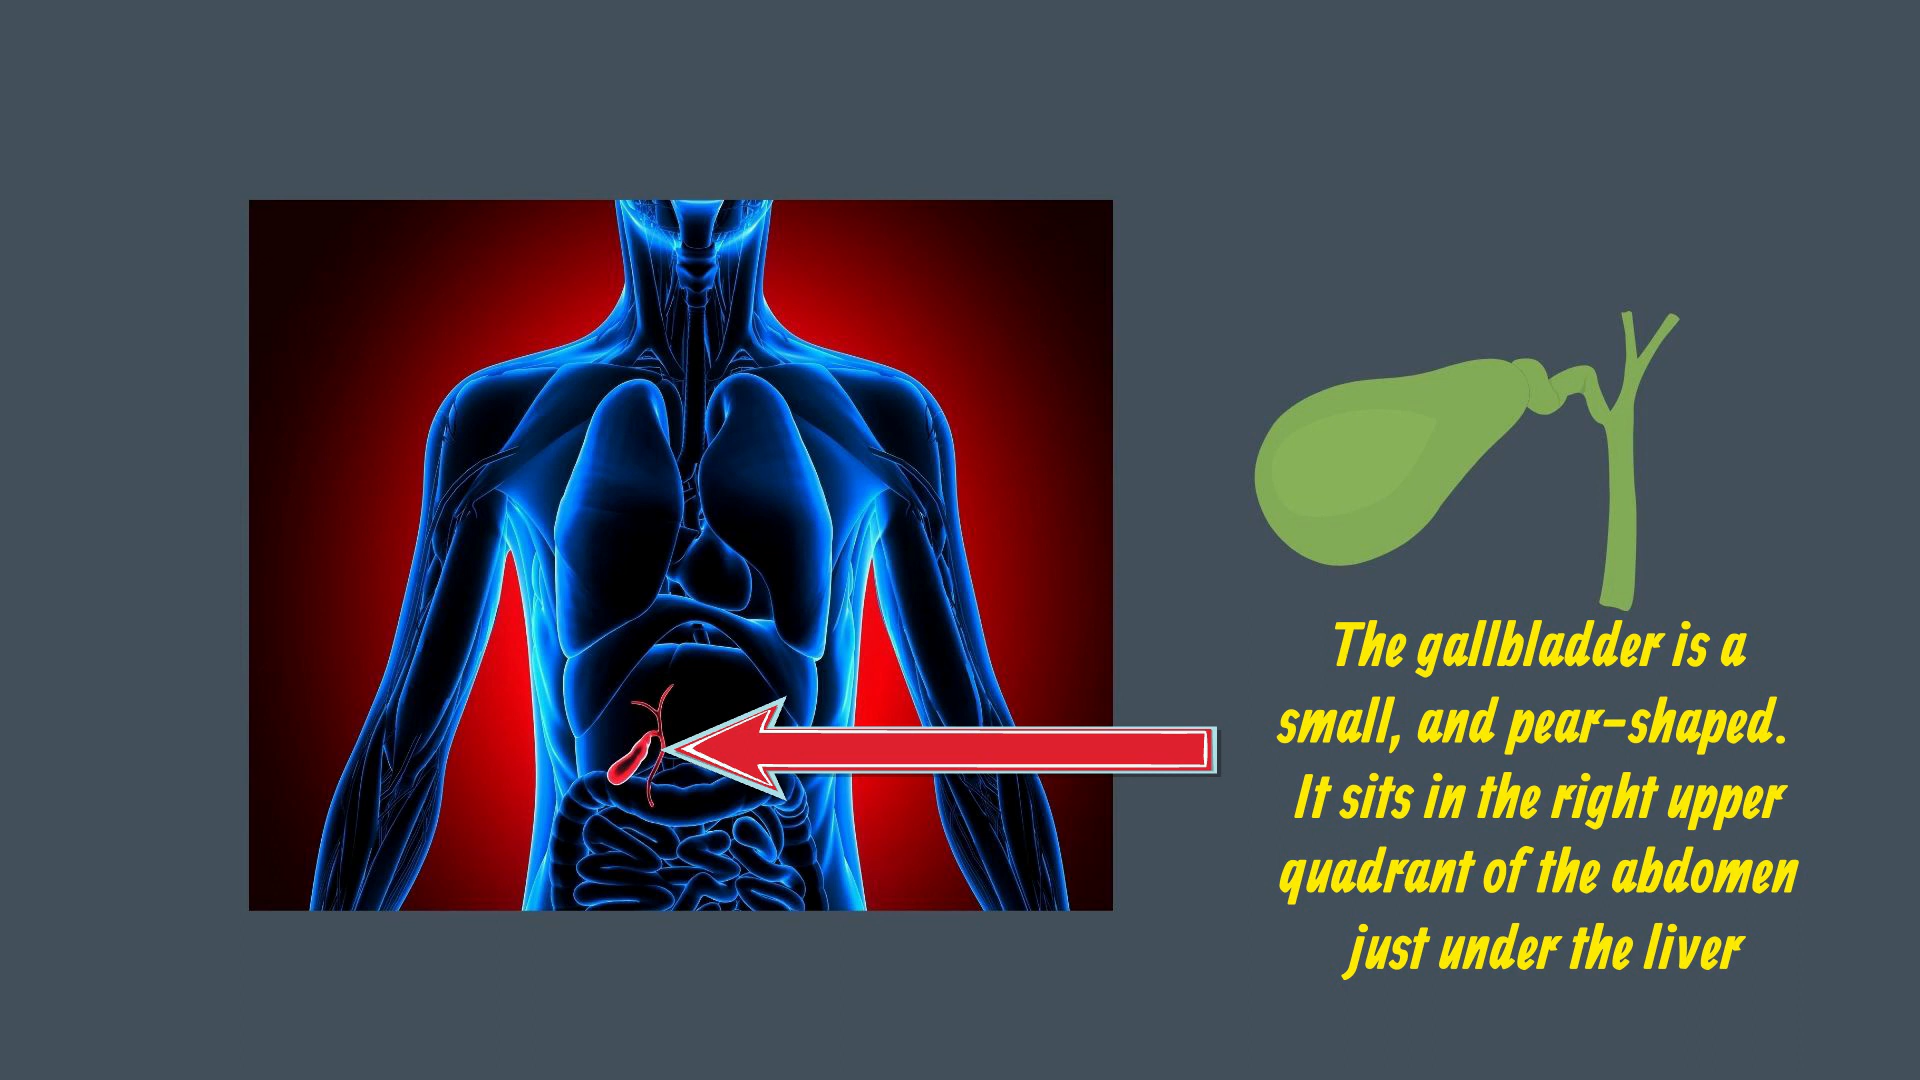 The gallbladder is a
small, and pear-shaped.
It sits in the right upper
quadrant of the abdomen
just under the liver